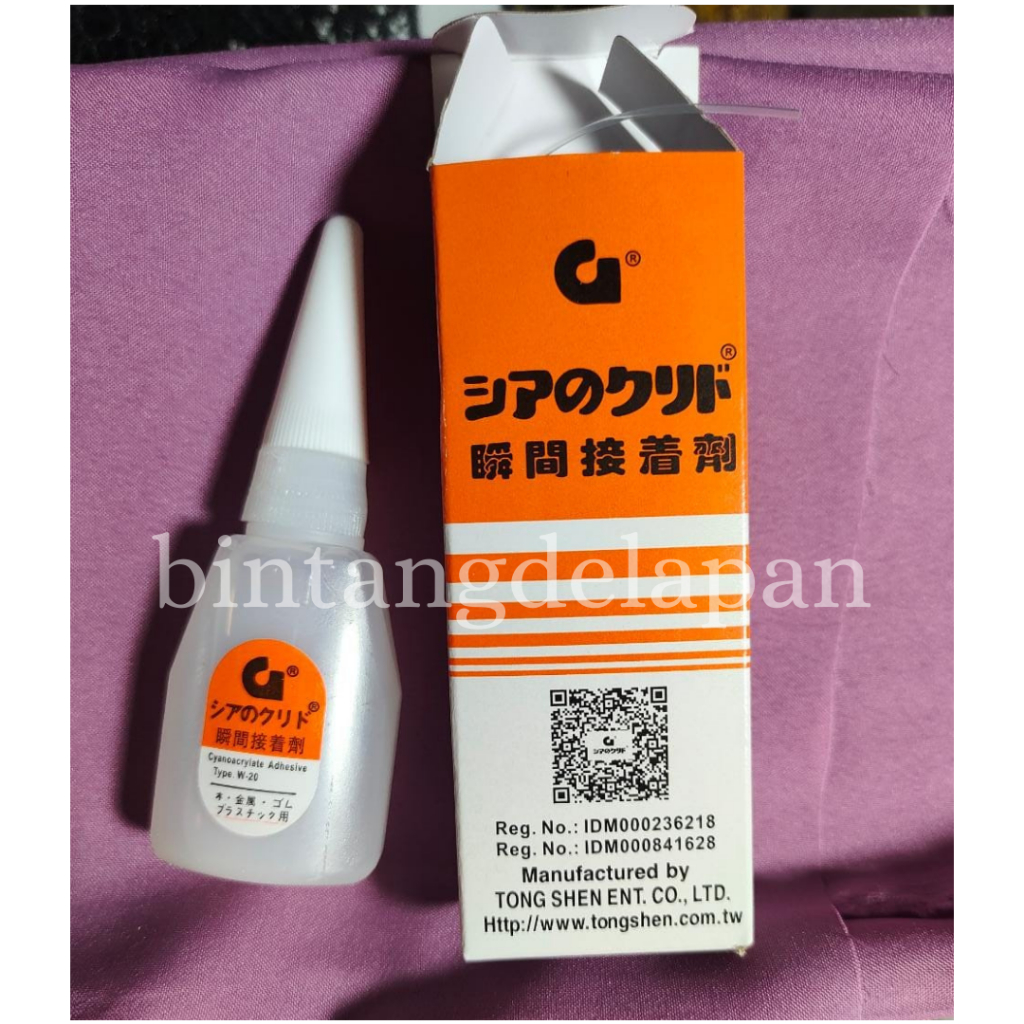 シアのクリド®
瞬間接着劑
Reg. No.: IDM000236218
Reg. No.: IDM000841628
Manufactured by
TONG SHEN ENT. CO., LTD.
Http://www.tongshen.com.tw
シアのクリド®
瞬間接着劑
Cyanoacrylate Adhesive
Type. W-20
木・金属・ゴム
プラスチック用
シアのクリド
bintangdelapan